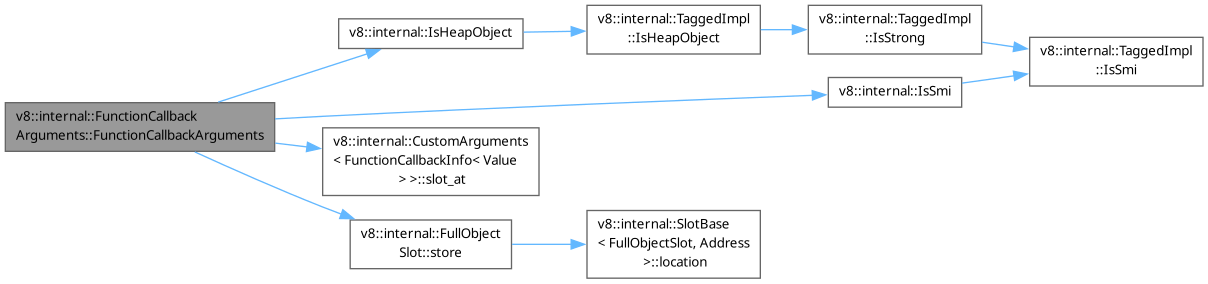 v8::internal::FunctionCallback
Arguments::FunctionCallbackArguments
v8::internal::IsHeapObject
v8::internal::TaggedImpl
::IsHeapObject
v8::internal::TaggedImpl
::IsStrong
v8::internal::TaggedImpl
::IsSmi
v8::internal::IsSmi
v8::internal::CustomArguments
< FunctionCallbackInfo< Value
> >::slot_at
v8::internal::FullObject
Slot::store
v8::internal::SlotBase
< FullObjectSlot, Address
>::location